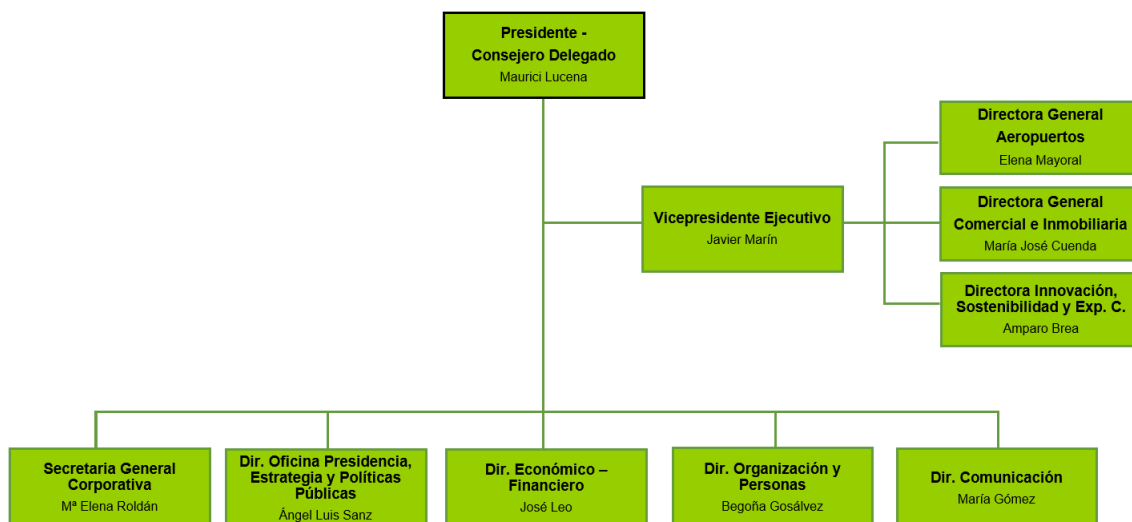 Presidente -
Consejero Delegado
Maurici Lucena
Directora General
Aeropuertos
Elena Mayoral
Vicepresidente Ejecutivo
Javier Marín
Directora General
Comercial e Inmobiliaria
María José Cuenda
Directora Innovación,
Sostenibilidad y Exp. C.
Amparo Brea
Secretaria General
Corporativa
Mª Elena Roldán
Dir. Oficina Presidencia,
Estrategia y Políticas
Públicas
Ángel Luis Sanz
Dir. Económico –
Financiero
José Leo
Dir. Organización y
Personas
Begoña Gosálvez
Dir. Comunicación
María Gómez